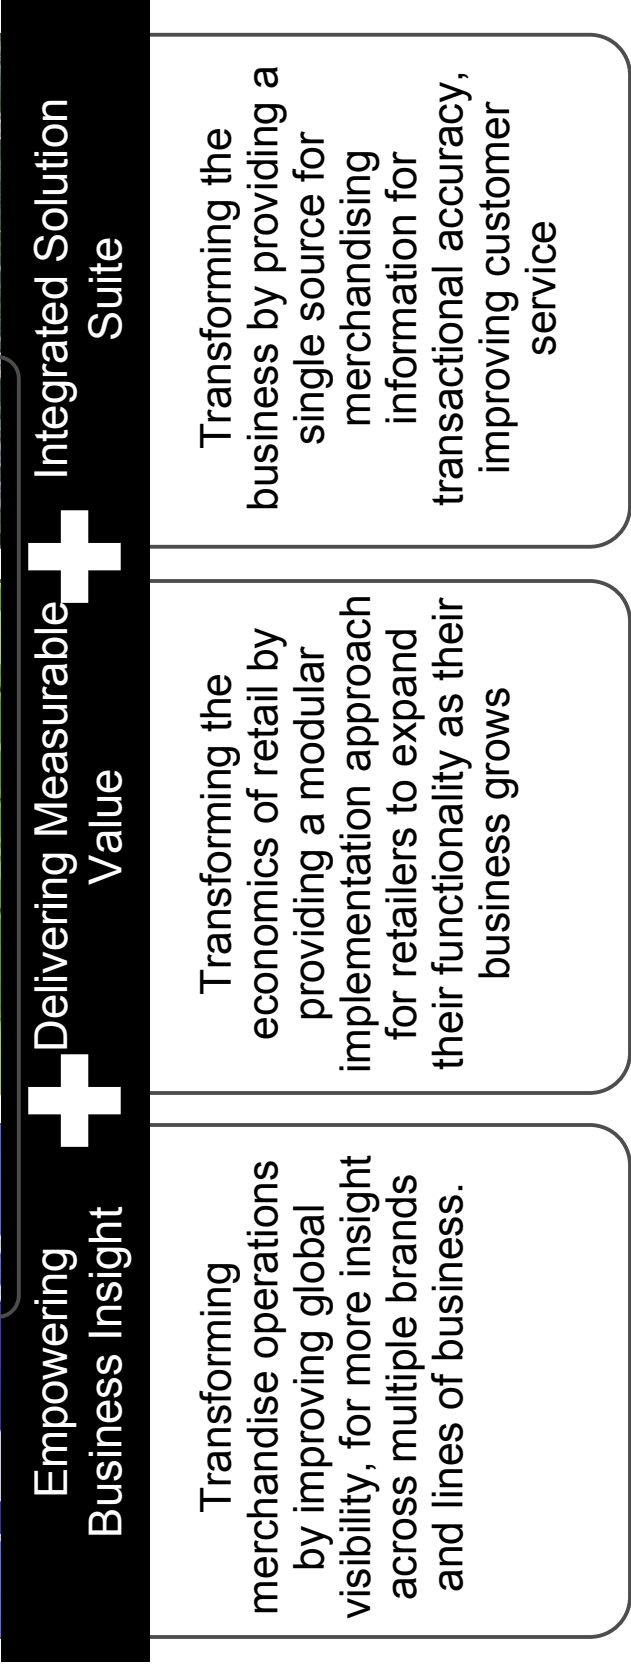 Empowering
Business Insight
Delivering Measurable
Value
Integrated Solution
Suite
Transforming
merchandise operations
by improving global
visibility, for more insight
across multiple brands
and lines of business.
Transforming the
economics of retail by
providing a modular
implementation approach
for retailers to expand
their functionality as their
business grows
Transforming the
business by providing a
single source for
merchandising
information for
transactional accuracy,
improving customer
service